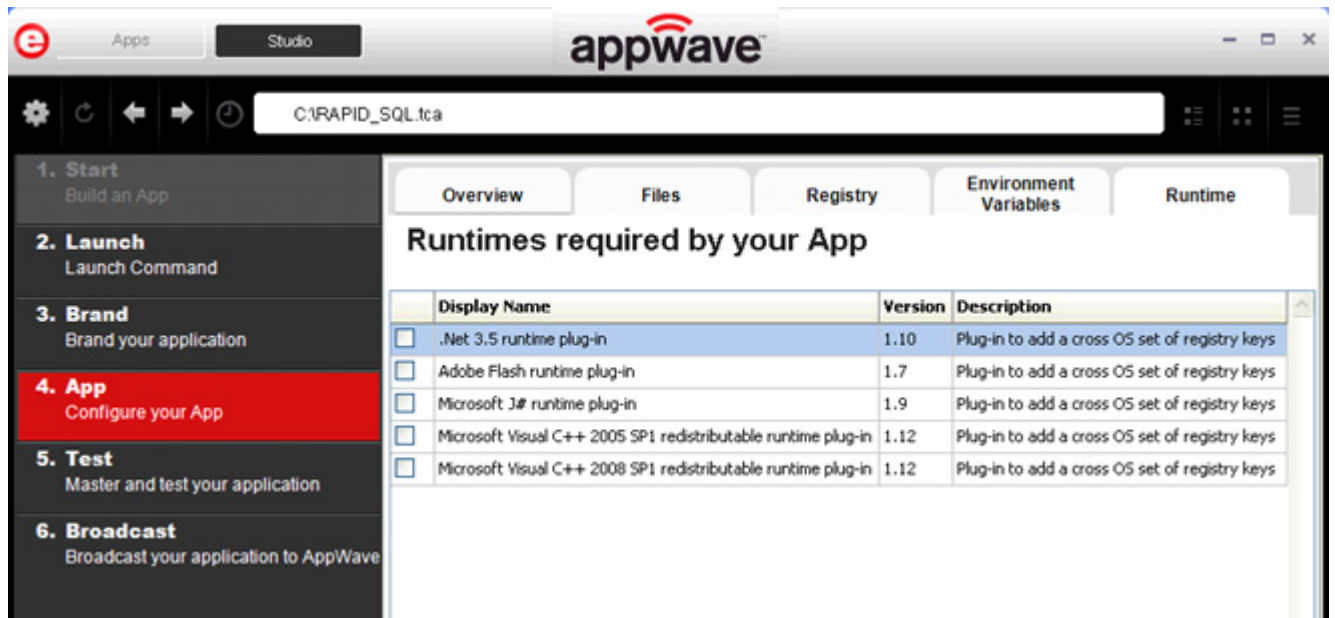 e
Apps
Studio
appwave™
C:\RAPID_SQL.tca
1. Start
Build an App
2. Launch
Launch Command
3. Brand
Brand your application
4. App
Configure your App
5. Test
Master and test your application
6. Broadcast
Broadcast your application to AppWave
Overview
Files
Registry
Environment
Variables
Runtime
Runtimes required by your App
Display Name Version Description
.Net 3.5 runtime plug-in 1.10 Plug-in to add a cross OS set of registry keys
Adobe Flash runtime plug-in 1.7 Plug-in to add a cross OS set of registry keys
Microsoft J# runtime plug-in 1.9 Plug-in to add a cross OS set of registry keys
Microsoft Visual C++ 2005 SP1 redistributable runtime plug-in 1.12 Plug-in to add a cross OS set of registry keys
Microsoft Visual C++ 2008 SP1 redistributable runtime plug-in 1.12 Plug-in to add a cross OS set of registry keys